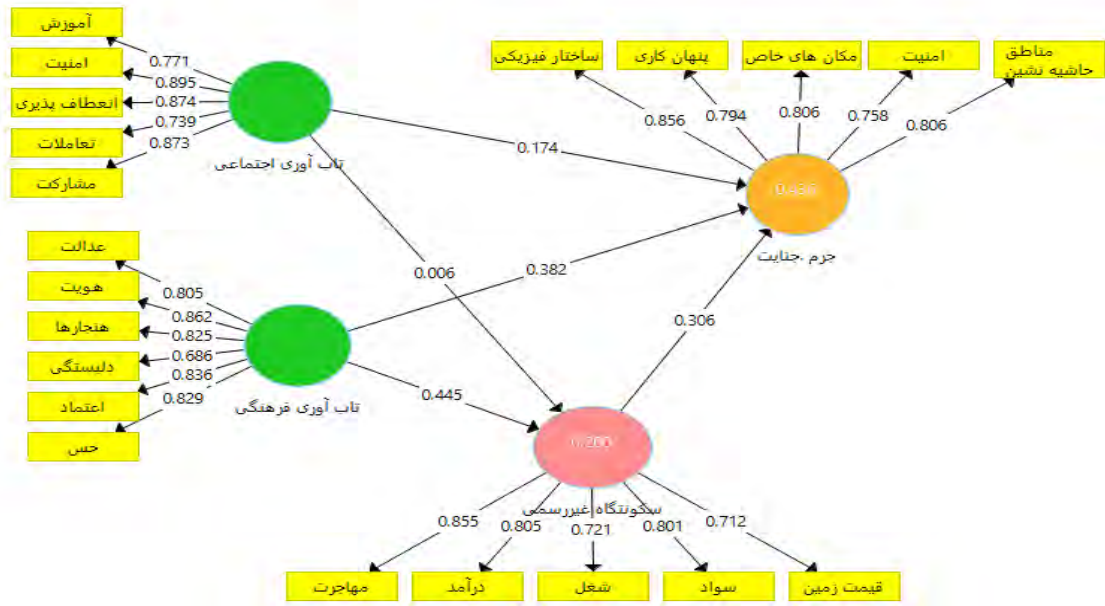 آموزش
امنیت
انعطاف پذیری
تعاملات
مشارکت
0.771
0.895
0.874
0.739
0.873
تاب آوری اجتماعی
ساختار فیزیکی
پنهان کاری
مکان های خاص
امنیت
مناطق
حاشیه نشین
0.856
0.794
0.806
0.758
0.806
جرم .جنایت
0.174
0.006
0.382
0.306
0.445
عدالت
هویت
هنجارها
دلبستگی
اعتماد
حس
0.805
0.862
0.825
0.686
0.836
0.829
تاب آوری فرهنگی
سکونتگاه غیررسمی
0.855
0.805
0.721
0.801
0.712
مهاجرت
درآمد
شغل
سواد
قیمت زمین